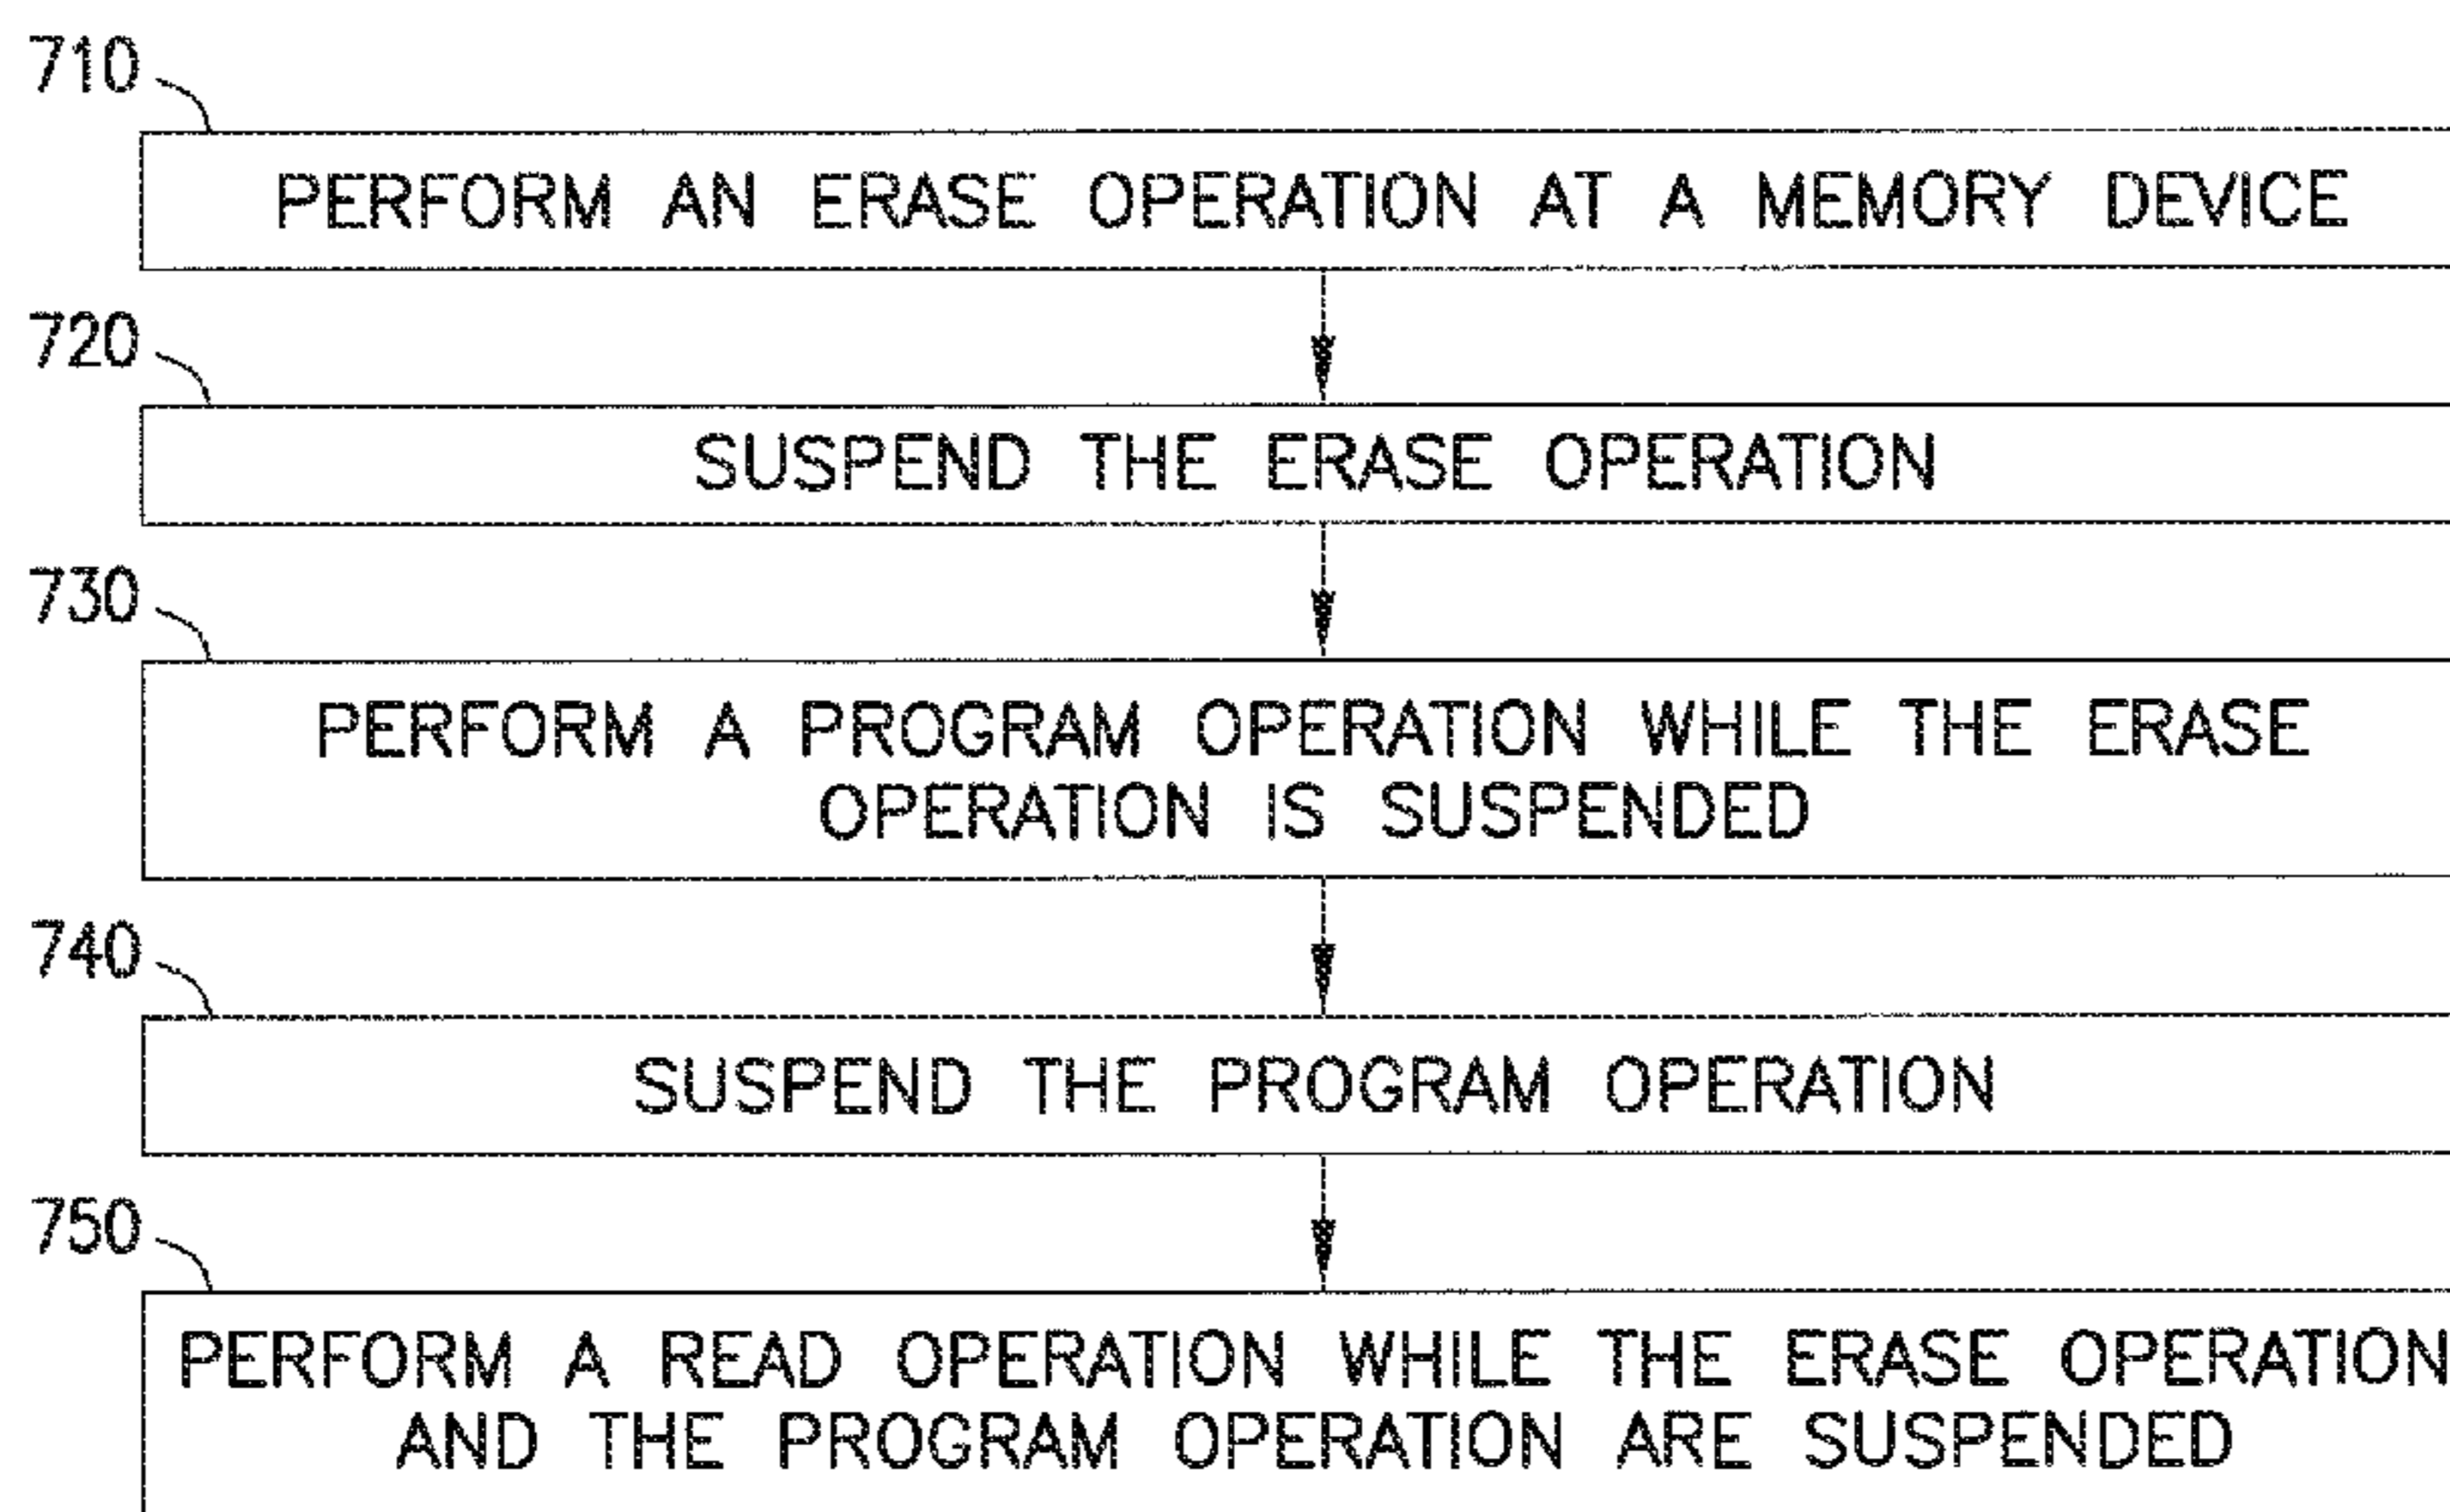 710
PERFORM AN ERASE OPERATION AT A MEMORY DEVICE
720
SUSPEND THE ERASE OPERATION
730
PERFORM A PROGRAM OPERATION WHILE THE ERASE
OPERATION IS SUSPENDED
740
SUSPEND THE PROGRAM OPERATION
750
PERFORM A READ OPERATION WHILE THE ERASE OPERATION
AND THE PROGRAM OPERATION ARE SUSPENDED